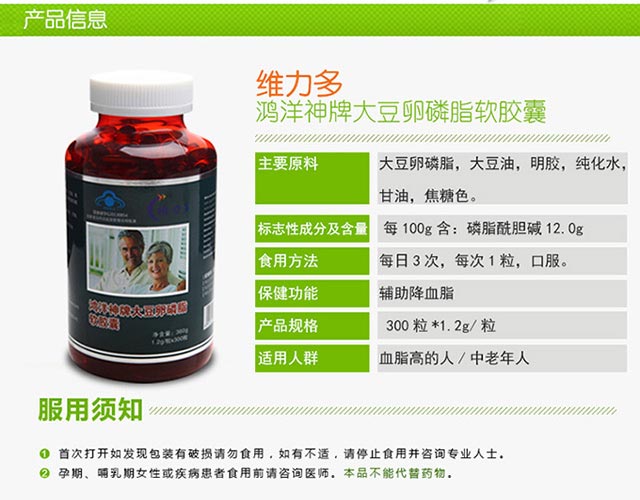 产品信息
维力多
鸿洋神牌大豆卵磷脂软胶囊
主要原料
大豆卵磷脂，大豆油，明胶，纯化水，
甘油，焦糖色。
标志性成分及含量
每100g含：磷脂酰胆碱12.0g
食用方法
每日3次，每次1粒，口服。
保健功能
辅助降血脂
产品规格
300粒*1.2g/粒
适用人群
血脂高的人/中老年人
鸿洋神牌大豆卵磷脂
软胶囊
净含量：360g
1.2g/粒x300粒
服用须知
1 首次打开如发现包装有破损请勿食用，如有不适，请停止食用并咨询专业人士。
2 孕期、哺乳期女性或疾病患者食用前请咨询医师。本品不能代替药物。